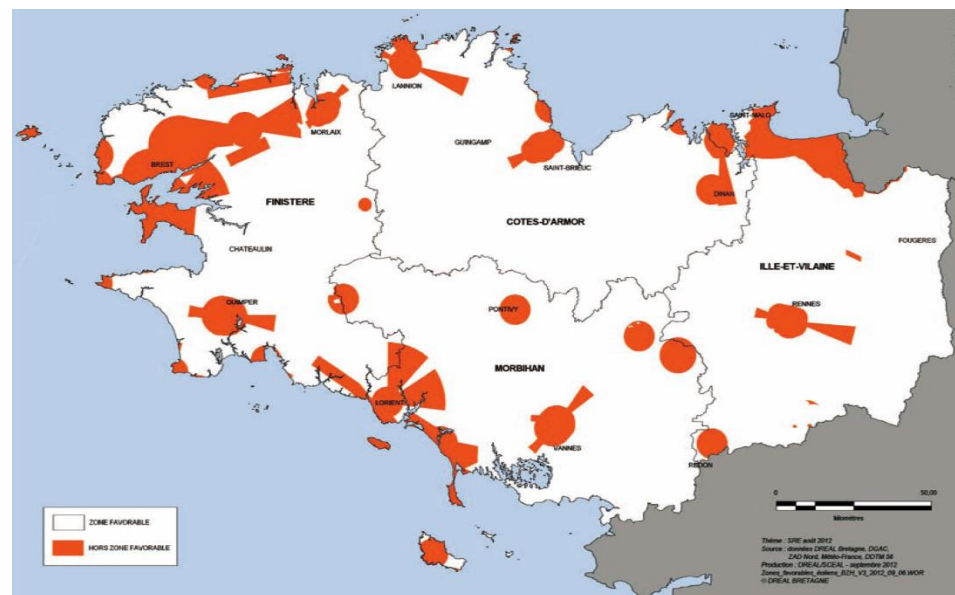 SAINT-MALO
LANNION
MORLAIX
GUINGAMP
BREST
SAINT-BRIEUC
DINAN
FINISTERE
COTES-D'ARMOR
CHATEAULIN
FOUGERES
ILLE-ET-VILAINE
QUIMPER
PONTIVY
RENNES
MORBIHAN
LORIENT
VANNES
REDON
0 50,00
kilomètres
ZONE FAVORABLE
HORS ZONE FAVORABLE
Thème : SRE août 2012
Source : données DREAL Bretagne, DGAC,
ZAD Nord, Météo-France, DDTM 56
Production : DREAL/SCEAL - septembre 2012
Zones_favorables_éoliens_BZH_V3_2012_09_06.WOR
© DREAL BRETAGNE